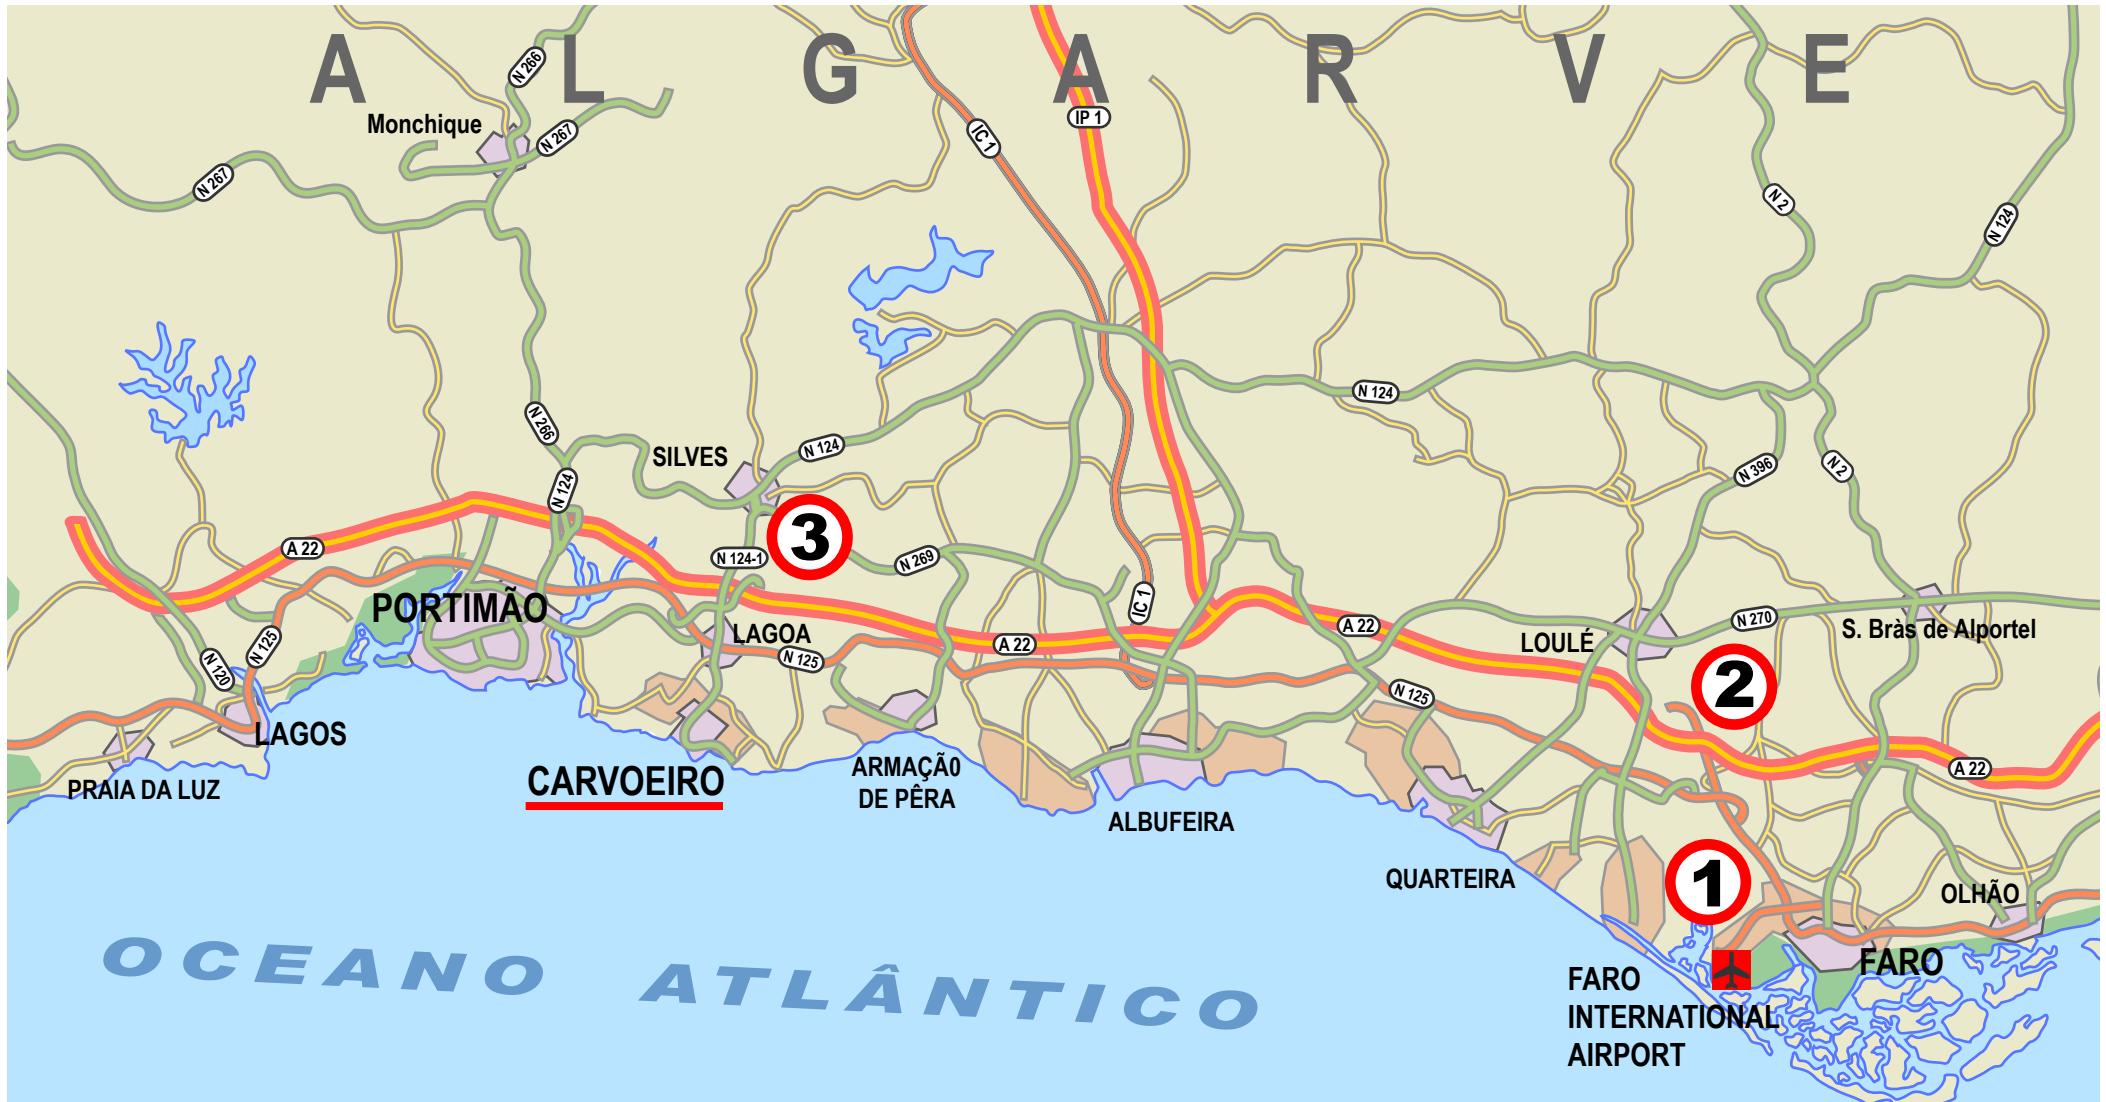 A L G A R V E
N 266
IP 1
Monchique
N 267
IC 1
N 267
N 2
N 124
N 124
N 266
SILVES
N 124
N 396
N 2
N 124
3
A 22
N 124-1
N 269
PORTIMÃO
IC 1
LAGOA
A 22
N 270
S. Bràs de Alportel
LOULÉ
N 125
N 125
A 22
N 120
2
N 125
LAGOS
CARVOEIRO
ARMAÇÃO
DE PÊRA
A 22
PRAIA DA LUZ
ALBUFEIRA
QUARTEIRA
1
OLHÃO
OCEANO ATLÂNTICO
FARO
FARO
INTERNATIONAL
AIRPORT